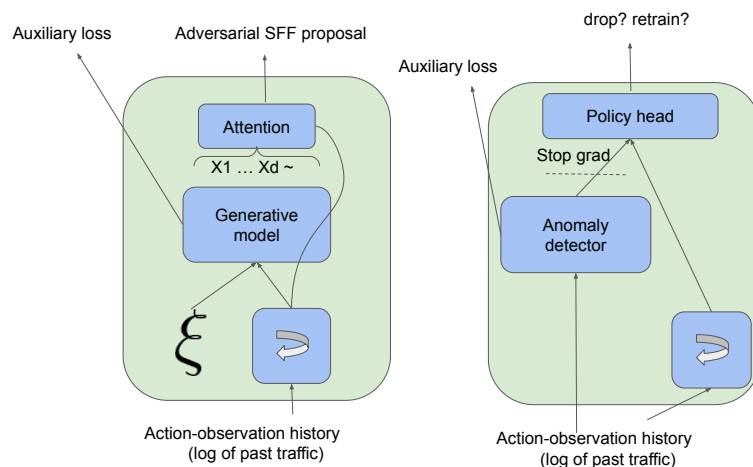 Auxiliary loss
Adversarial SFF proposal
Attention
X1 ... Xd ~
Generative
model
ξ
Action-observation history
(log of past traffic)
drop? retrain?
Auxiliary loss
Policy head
Stop grad
Anomaly
detector
Action-observation history
(log of past traffic)